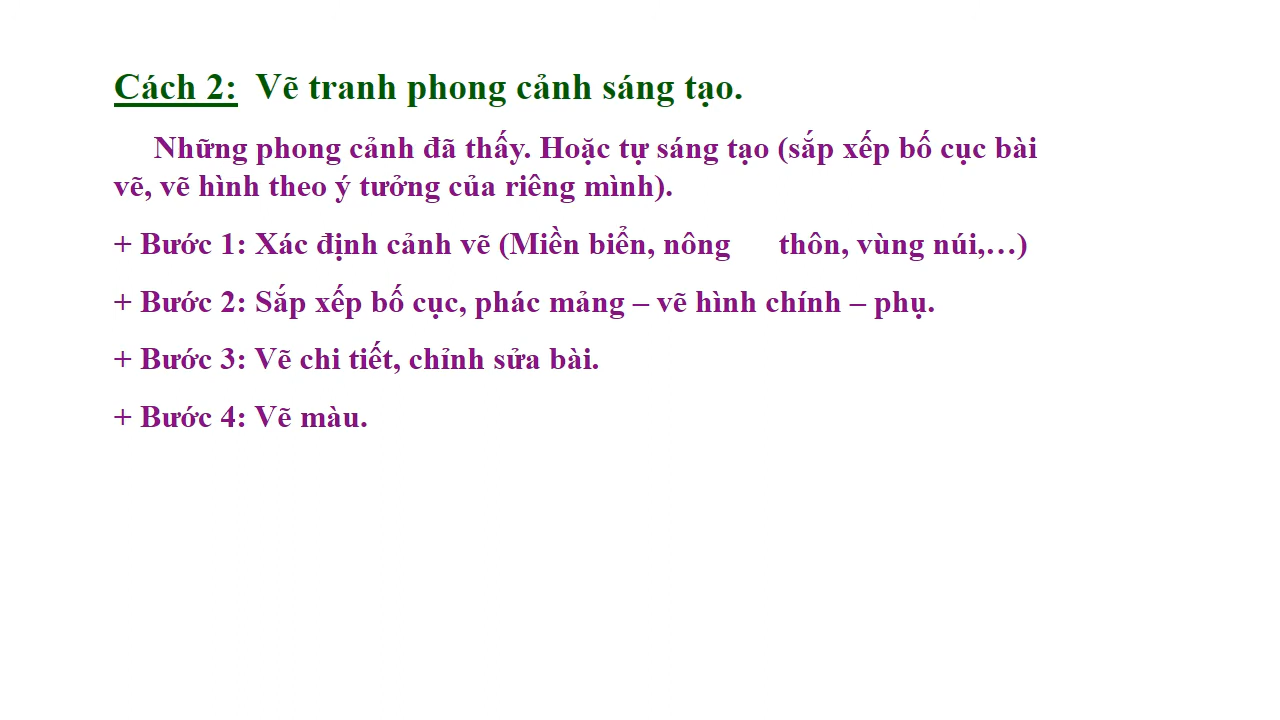 Cách 2: Vẽ tranh phong cảnh sáng tạo.
Những phong cảnh đã thấy. Hoặc tự sáng tạo (sắp xếp bố cục bài
vẽ, vẽ hình theo ý tưởng của riêng mình).
+ Bước 1: Xác định cảnh vẽ (Miền biển, nông thôn, vùng núi,…)
+ Bước 2: Sắp xếp bố cục, phác mảng – vẽ hình chính – phụ.
+ Bước 3: Vẽ chi tiết, chỉnh sửa bài.
+ Bước 4: Vẽ màu.